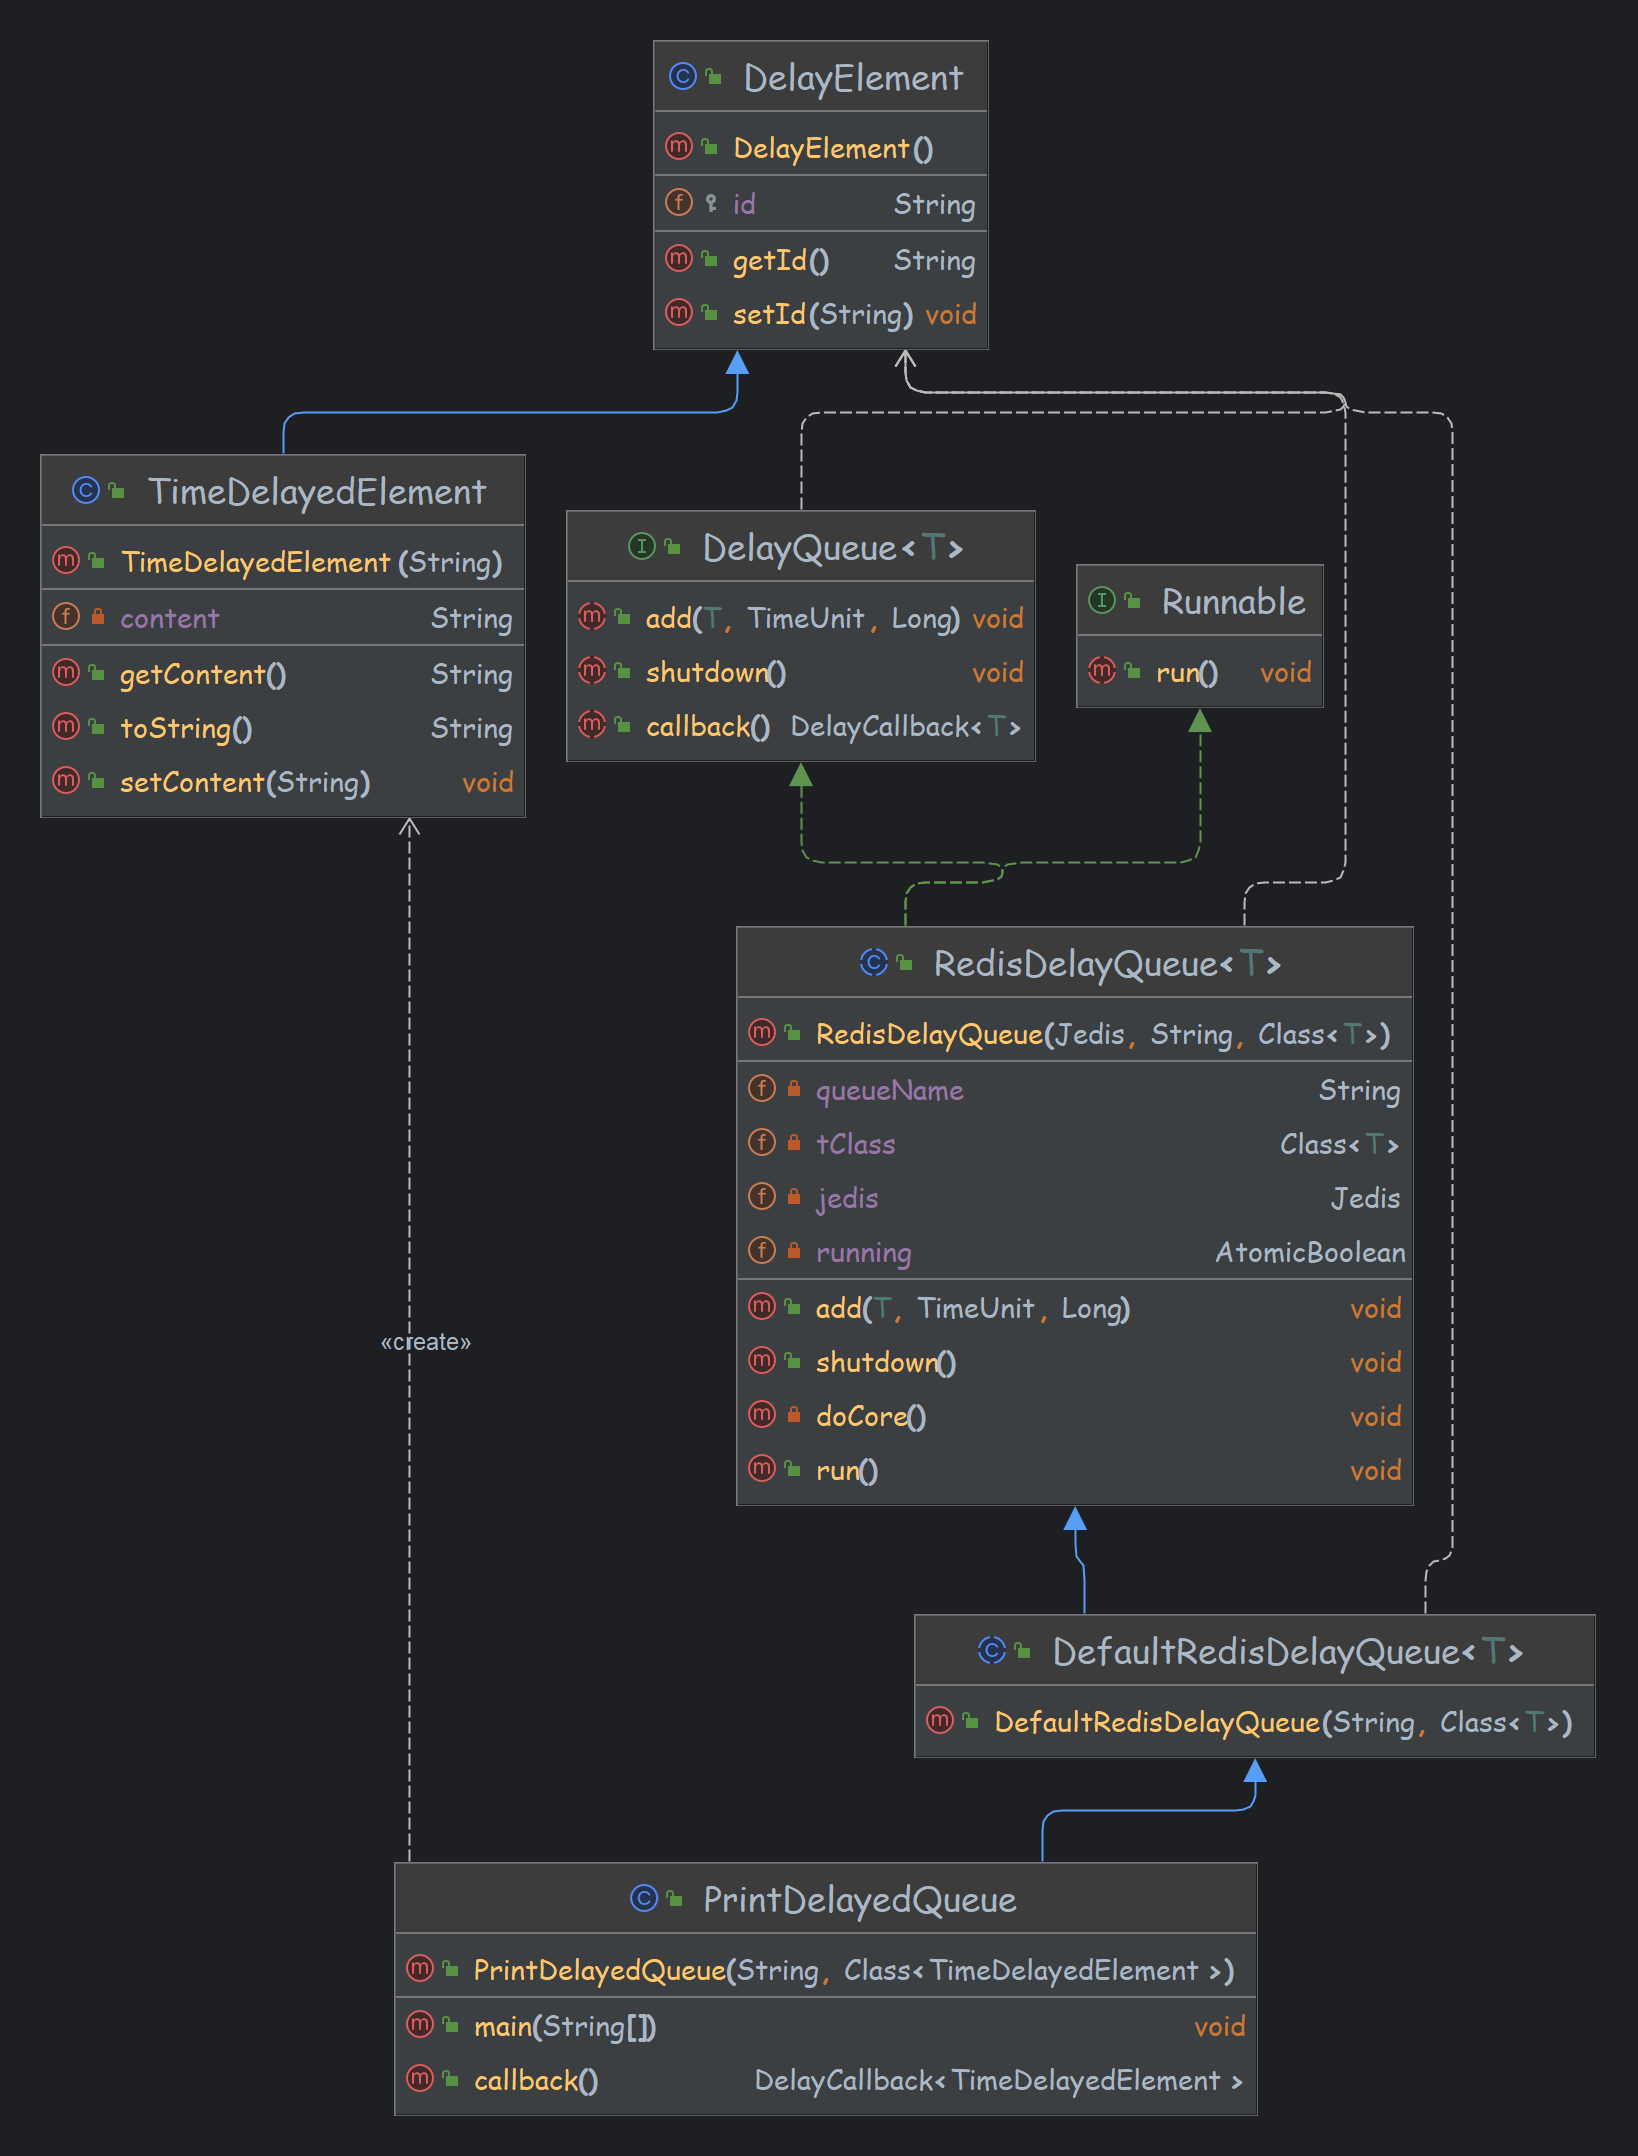 DelayElement
DelayElement()
id String
getId() String
setId(String) void
TimeDelayedElement
TimeDelayedElement(String)
content String
getContent() String
toString() String
setContent(String) void
DelayQueue<T>
add(T, TimeUnit, Long) void
shutdown() void
callback() DelayCallback<T>
Runnable
run() void
RedisDelayQueue<T>
RedisDelayQueue(Jedis, String, Class<T>)
queueName String
tClass Class<T>
jedis Jedis
running AtomicBoolean
add(T, TimeUnit, Long) void
shutdown() void
doCore() void
run() void
«create»
DefaultRedisDelayQueue<T>
DefaultRedisDelayQueue(String, Class<T>)
PrintDelayedQueue
PrintDelayedQueue(String, Class<TimeDelayedElement>)
main(String[]) void
callback() DelayCallback<TimeDelayedElement>